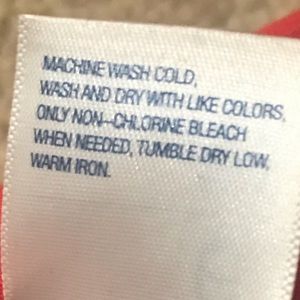 MACHINE WASH COLD,
WASH AND DRY WITH LIKE COLORS,
ONLY NON-CHLORINE BLEACH
WHEN NEEDED, TUMBLE DRY LOW,
WARM IRON.